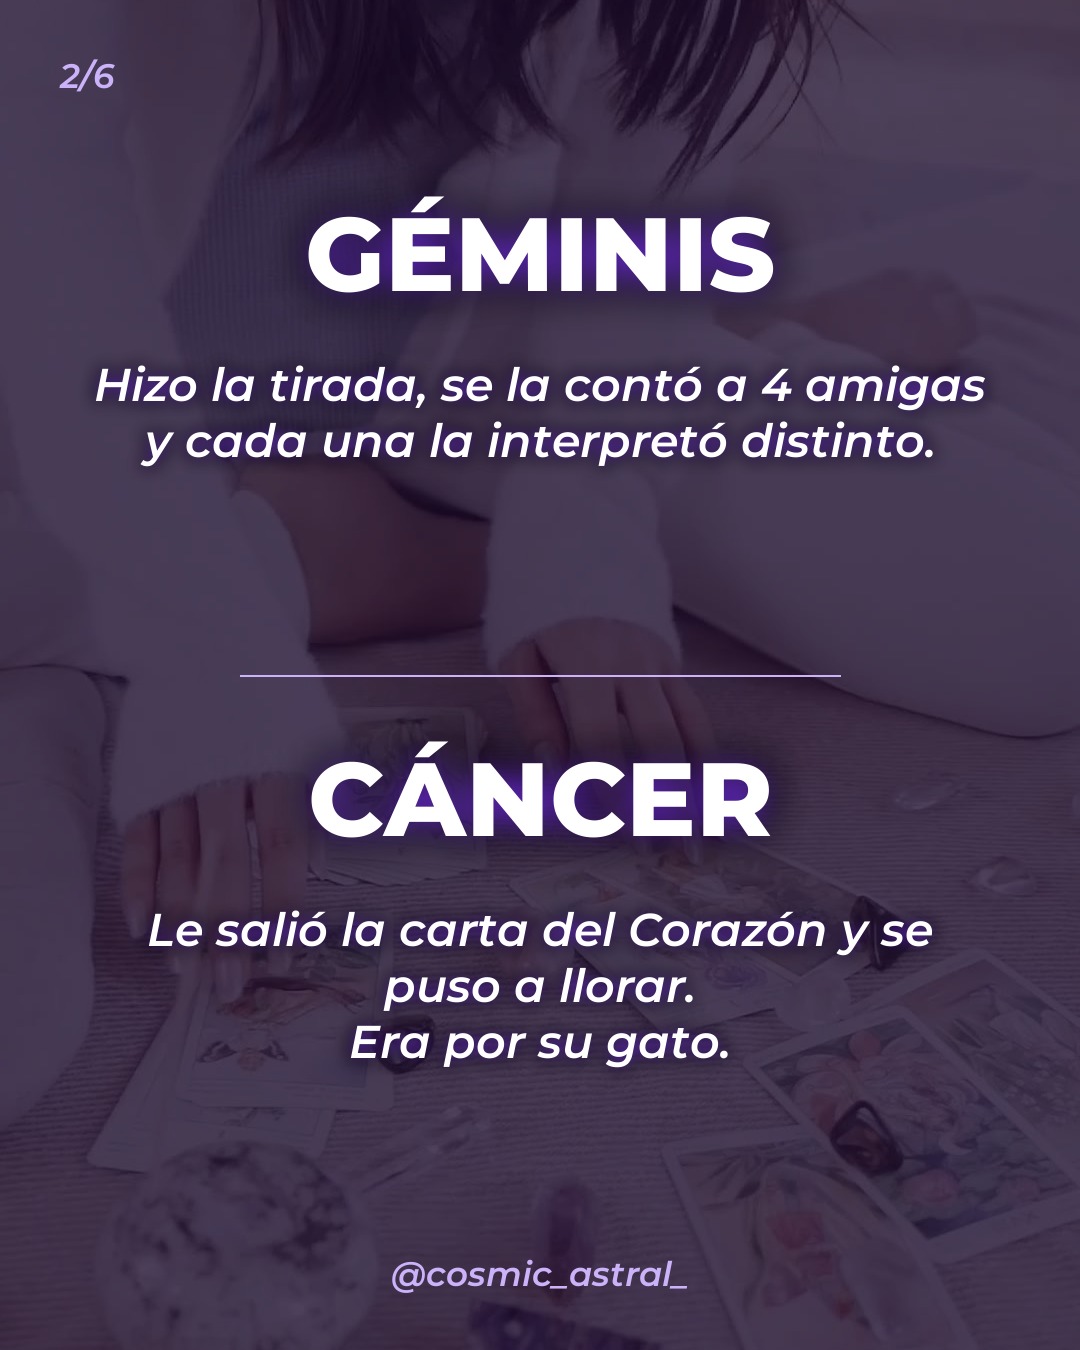 2/6
GÉMINIS
Hizo la tirada, se la contó a 4 amigas
y cada una la interpretó distinto.
CÁNCER
Le salió la carta del Corazón y se
puso a llorar.
Era por su gato.
@cosmic_astral_